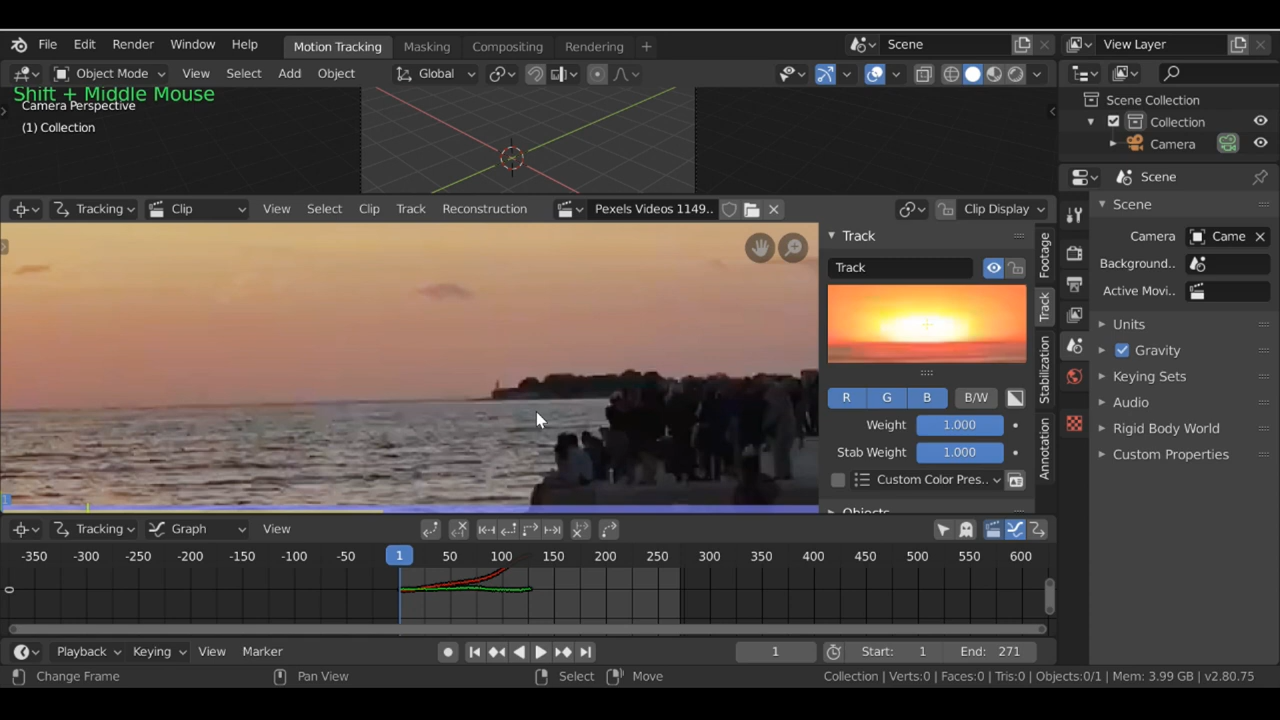 File Edit Render Window Help Motion Tracking Masking Compositing Rendering + Scene View Layer
Object Mode View Select Add Object Global
Shift + Middle Mouse
Camera Perspective
(1) Collection
Scene Collection
Collection
Camera
Scene
Tracking Clip View Select Clip Track Reconstruction Pexels Videos 1149.. Clip Display
Scene
Camera Came
Background..
Active Movi..
Units
Gravity
Keying Sets
Audio
Rigid Body World
Custom Properties
Track
Track
R G B B/W
Weight 1.000
Stab Weight 1.000
Custom Color Pres..
Objects
Footage
Track
Stabilization
Annotation
1
Tracking Graph View
-350 -300 -250 -200 -150 -100 -50 1 50 100 150 200 250 300 350 400 450 500 550 600
0
Playback Keying View Marker 1 Start: 1 End: 271
Change Frame Pan View Select Move Collection | Verts:0 | Faces:0 | Tris:0 | Objects:0/1 | Mem: 3.99 GB | v2.80.75